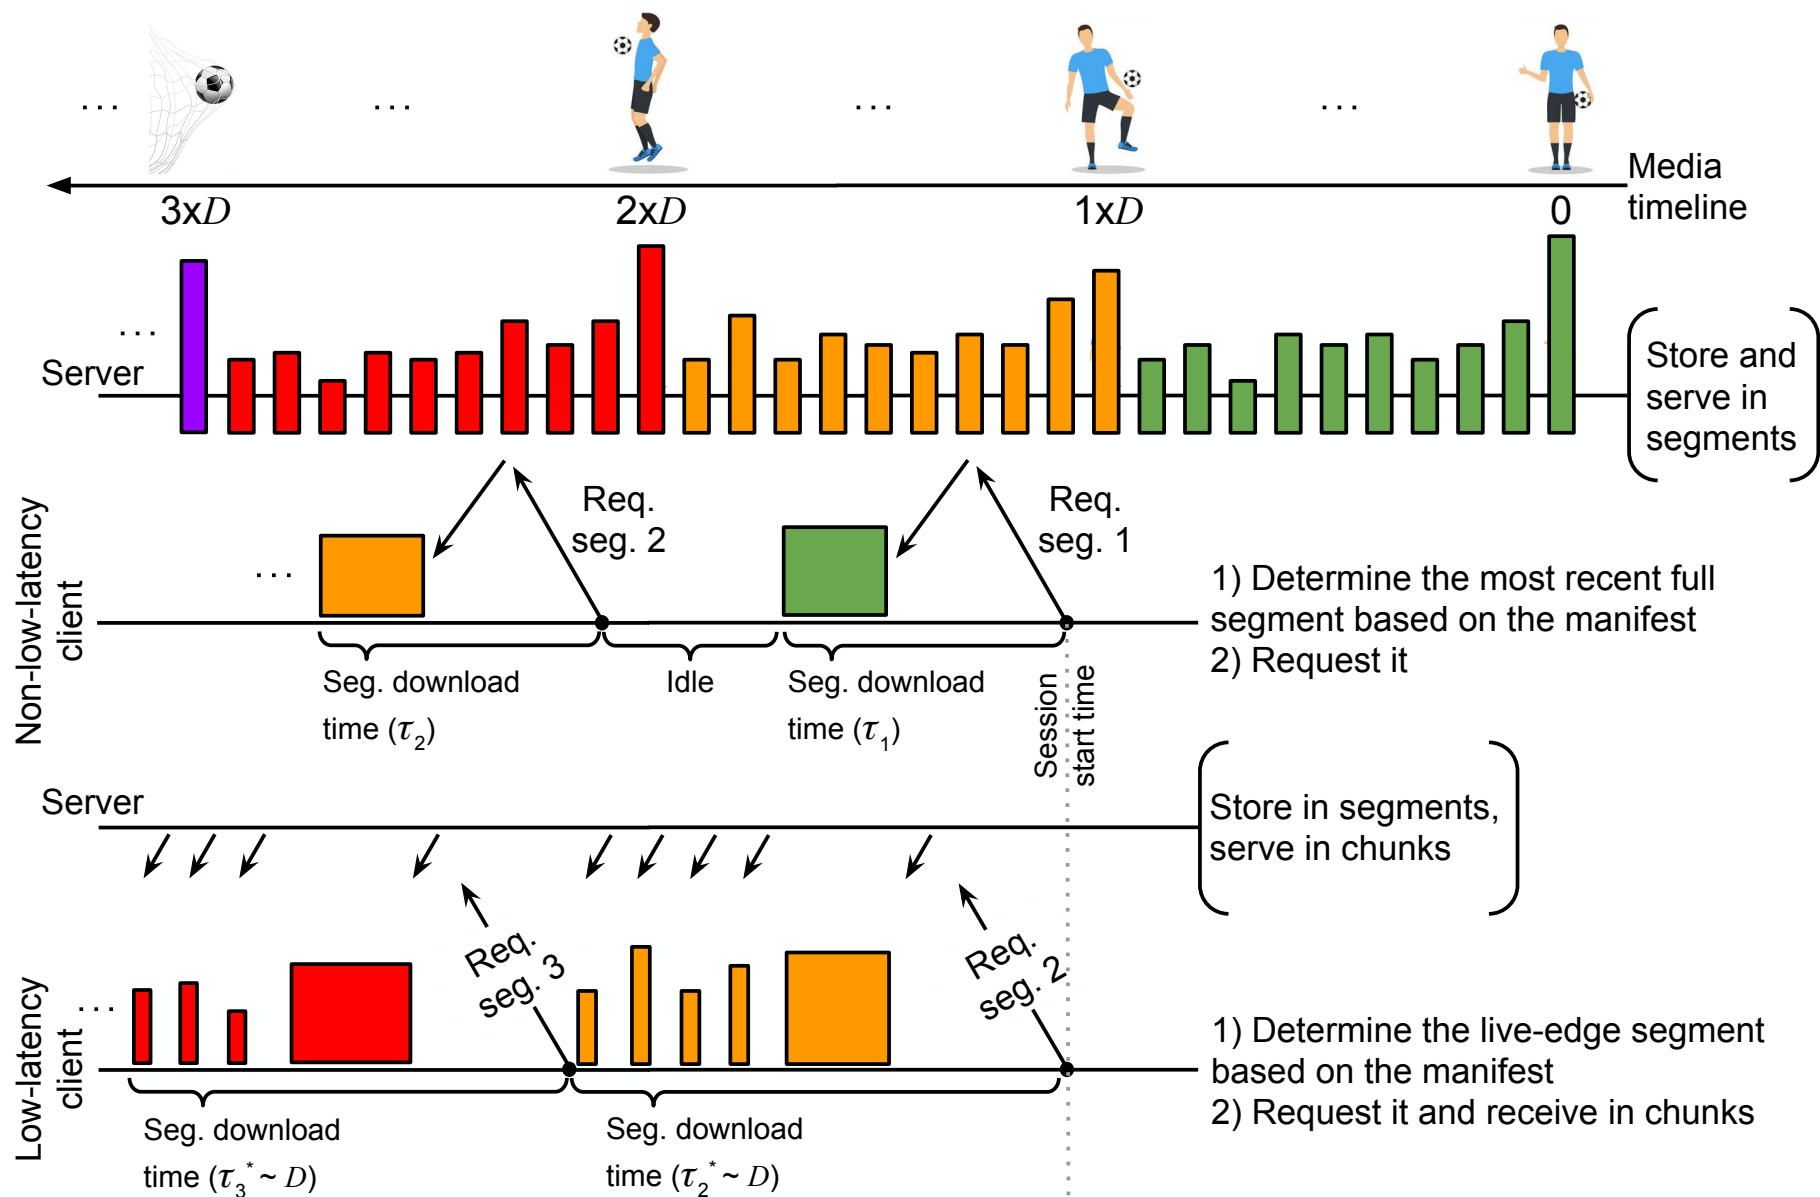 ... ... ... ...
Media
timeline
3xD 2xD 1xD 0
...
Server
Store and
serve in
segments
Non-low-latency
client
...
Req.
seg. 2
Req.
seg. 1
Seg. download
time (τ2)
Idle
Seg. download
time (τ1)
Session
start time
1) Determine the most recent full
segment based on the manifest
2) Request it
Server
Store in segments,
serve in chunks
Low-latency
client
...
Req.
seg. 3
Req.
seg. 2
Seg. download
time (τ3* ~ D)
Seg. download
time (τ2* ~ D)
1) Determine the live-edge segment
based on the manifest
2) Request it and receive in chunks